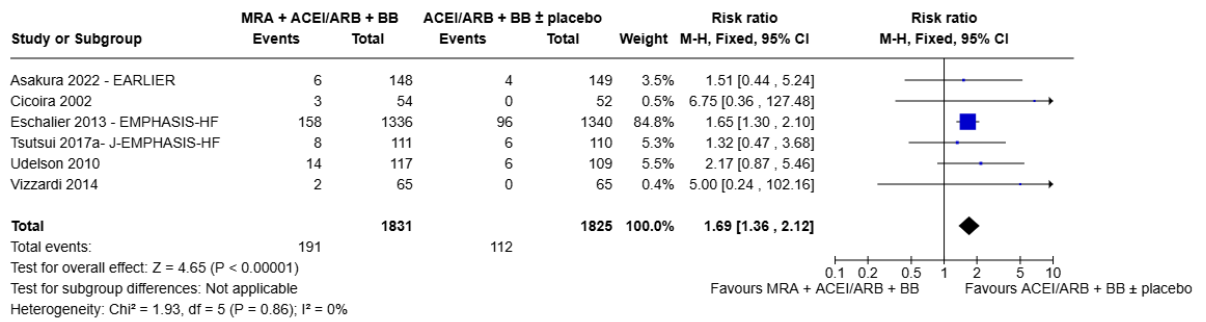 MRA + ACEI/ARB + BB ACEI/ARB + BB ± placebo Risk ratio Risk ratio
Study or Subgroup Events Total Events Total Weight M-H, Fixed, 95% CI M-H, Fixed, 95% CI
Asakura 2022 - EARLIER 6 148 4 149 3.5% 1.51 [0.44 , 5.24]
Cicoira 2002 3 54 0 52 0.5% 6.75 [0.36 , 127.48]
Eschalier 2013 - EMPHASIS-HF 158 1336 96 1340 84.8% 1.65 [1.30 , 2.10]
Tsutsui 2017a- J-EMPHASIS-HF 8 111 6 110 5.3% 1.32 [0.47 , 3.68]
Udelson 2010 14 117 6 109 5.5% 2.17 [0.87 , 5.46]
Vizzardi 2014 2 65 0 65 0.4% 5.00 [0.24 , 102.16]
Total 1831 1825 100.0% 1.69 [1.36 , 2.12]
Total events: 191 112
Test for overall effect: Z = 4.65 (P < 0.00001)
Test for subgroup differences: Not applicable
Heterogeneity: Chi² = 1.93, df = 5 (P = 0.86); I² = 0%
0.1 0.2 0.5 1 2 5 10
Favours MRA + ACEI/ARB + BB Favours ACEI/ARB + BB ± placebo